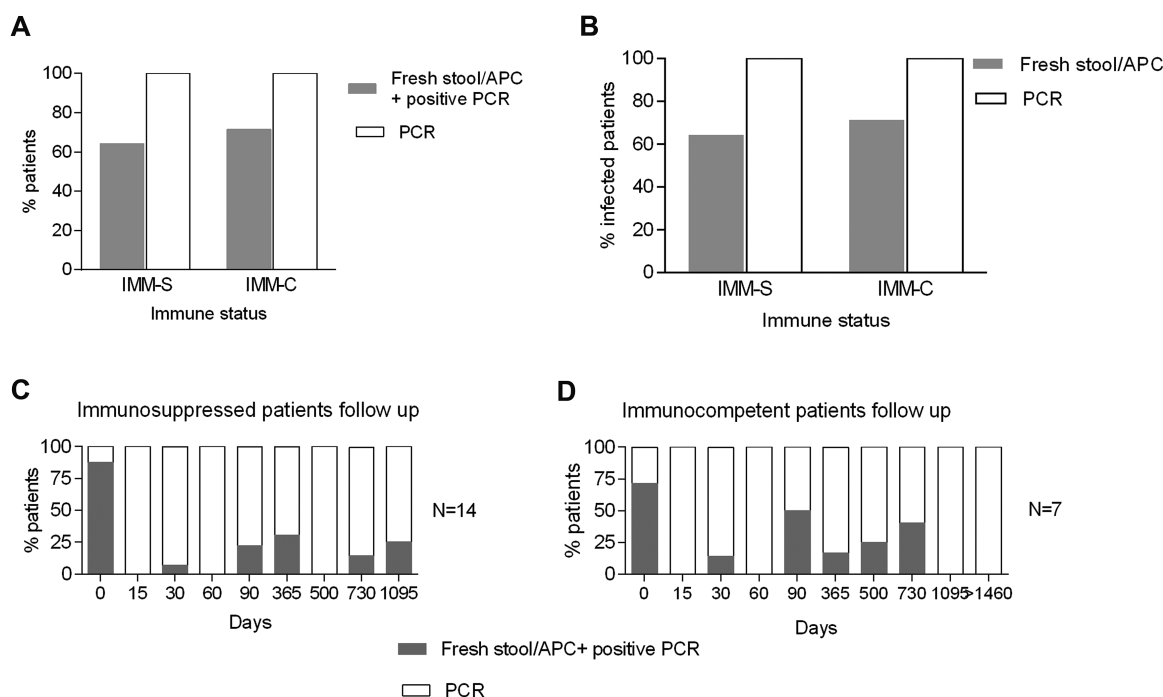 A
100
80
60
40
20
0
% patients
IMM-S IMM-C
Immune status
Fresh stool/APC
+ positive PCR
PCR
B
100
80
60
40
20
0
% infected patients
IMM-S IMM-C
Immune status
Fresh stool/APC
PCR
C
Immunosuppressed patients follow up
100
75
50
25
0
% patients
0 15 30 60 90 365 500 730 1095
Days
N=14
D
Immunocompetent patients follow up
100
75
50
25
0
% patients
0 15 30 60 90 365 500 730 1095 >1460
Days
N=7
Fresh stool/APC+ positive PCR
PCR